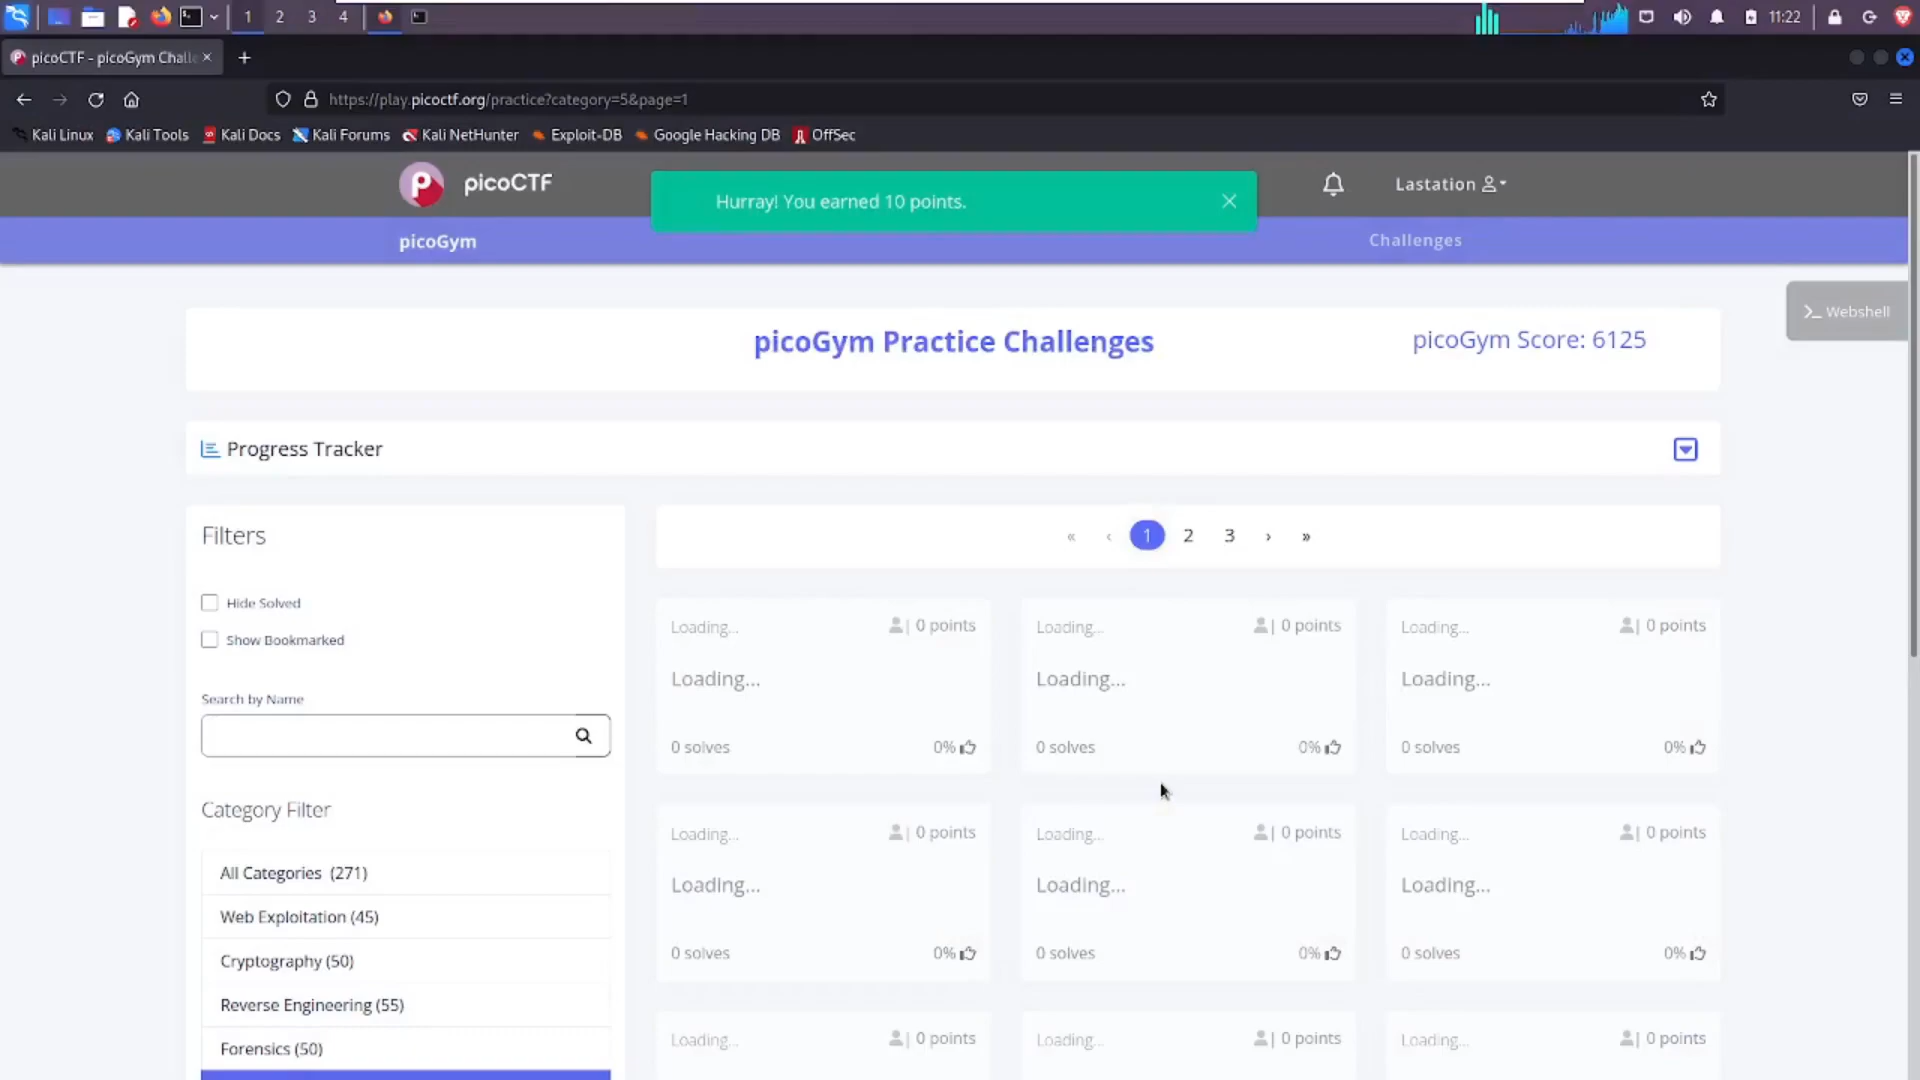 1 2 3 4 11:22
picoCTF - picoGym Chall
https://play.picoctf.org/practice?category=5&page=1
Kali Linux Kali Tools Kali Docs Kali Forums Kali NetHunter Exploit-DB Google Hacking DB OffSec
picoCTF
Hurray! You earned 10 points.
Lastation
picoGym Challenges
>_ Webshell
picoGym Practice Challenges picoGym Score: 6125
Progress Tracker
Filters
« ‹ 1 2 3 › »
Hide Solved
Show Bookmarked
Search by Name
Category Filter
All Categories (271)
Web Exploitation (45)
Cryptography (50)
Reverse Engineering (55)
Forensics (50)
Loading... | 0 points Loading... | 0 points Loading... | 0 points
Loading... Loading... Loading...
0 solves 0% 0 solves 0% 0 solves 0%
Loading... | 0 points Loading... | 0 points Loading... | 0 points
Loading... Loading... Loading...
0 solves 0% 0 solves 0% 0 solves 0%
Loading... | 0 points Loading... | 0 points Loading... | 0 points